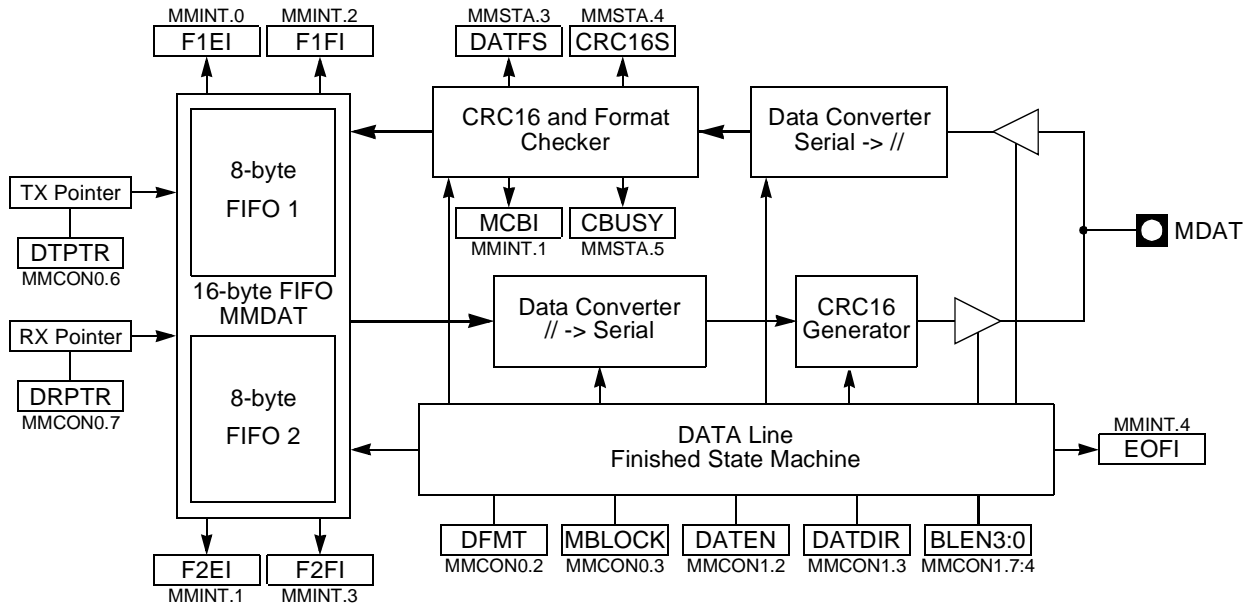 MMINT.0
F1EI
MMINT.2
F1FI
MMSTA.3
DATFS
MMSTA.4
CRC16S
8-byte
FIFO 1
CRC16 and Format
Checker
Data Converter
Serial -> //
TX Pointer
DTPTR
MMCON0.6
MCBI
MMINT.1
CBUSY
MMSTA.5
MDAT
16-byte FIFO
MMDAT
Data Converter
// -> Serial
CRC16
Generator
RX Pointer
DRPTR
MMCON0.7
8-byte
FIFO 2
DATA Line
Finished State Machine
MMINT.4
EOFI
F2EI
MMINT.1
F2FI
MMINT.3
DFMT
MMCON0.2
MBLOCK
MMCON0.3
DATEN
MMCON1.2
DATDIR
MMCON1.3
BLEN3:0
MMCON1.7:4